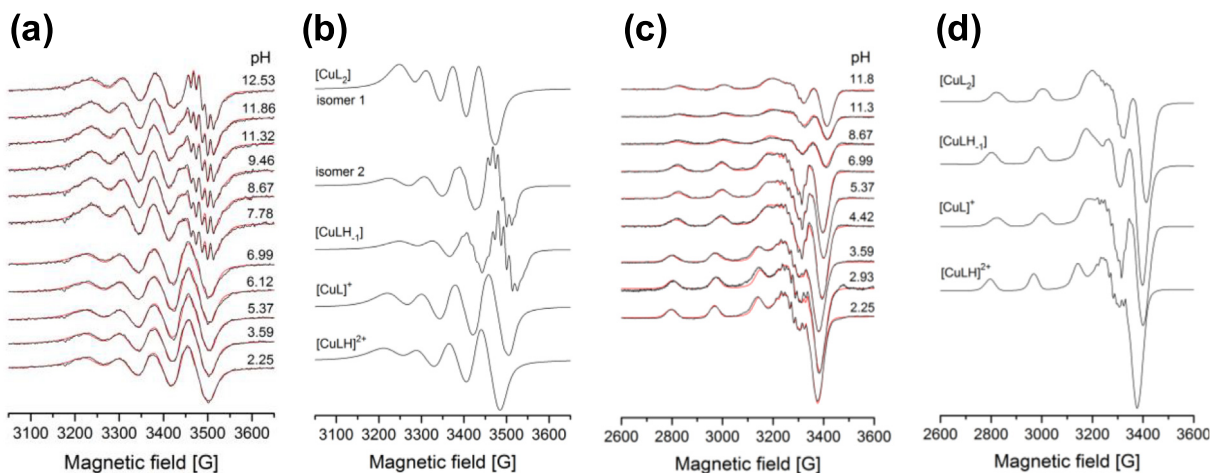 (a)
pH
12.53
11.86
11.32
9.46
8.67
7.78
6.99
6.12
5.37
3.59
2.25
3100 3200 3300 3400 3500 3600
Magnetic field [G]
(b)
[CuL₂]
isomer 1
isomer 2
[CuLH₋₁]
[CuL]⁺
[CuLH]²⁺
3100 3200 3300 3400 3500 3600
Magnetic field [G]
(c)
pH
11.8
11.3
8.67
6.99
5.37
4.42
3.59
2.93
2.25
2600 2800 3000 3200 3400 3600
Magnetic field [G]
(d)
[CuL₂]
[CuLH₋₁]
[CuL]⁺
[CuLH]²⁺
2600 2800 3000 3200 3400 3600
Magnetic field [G]